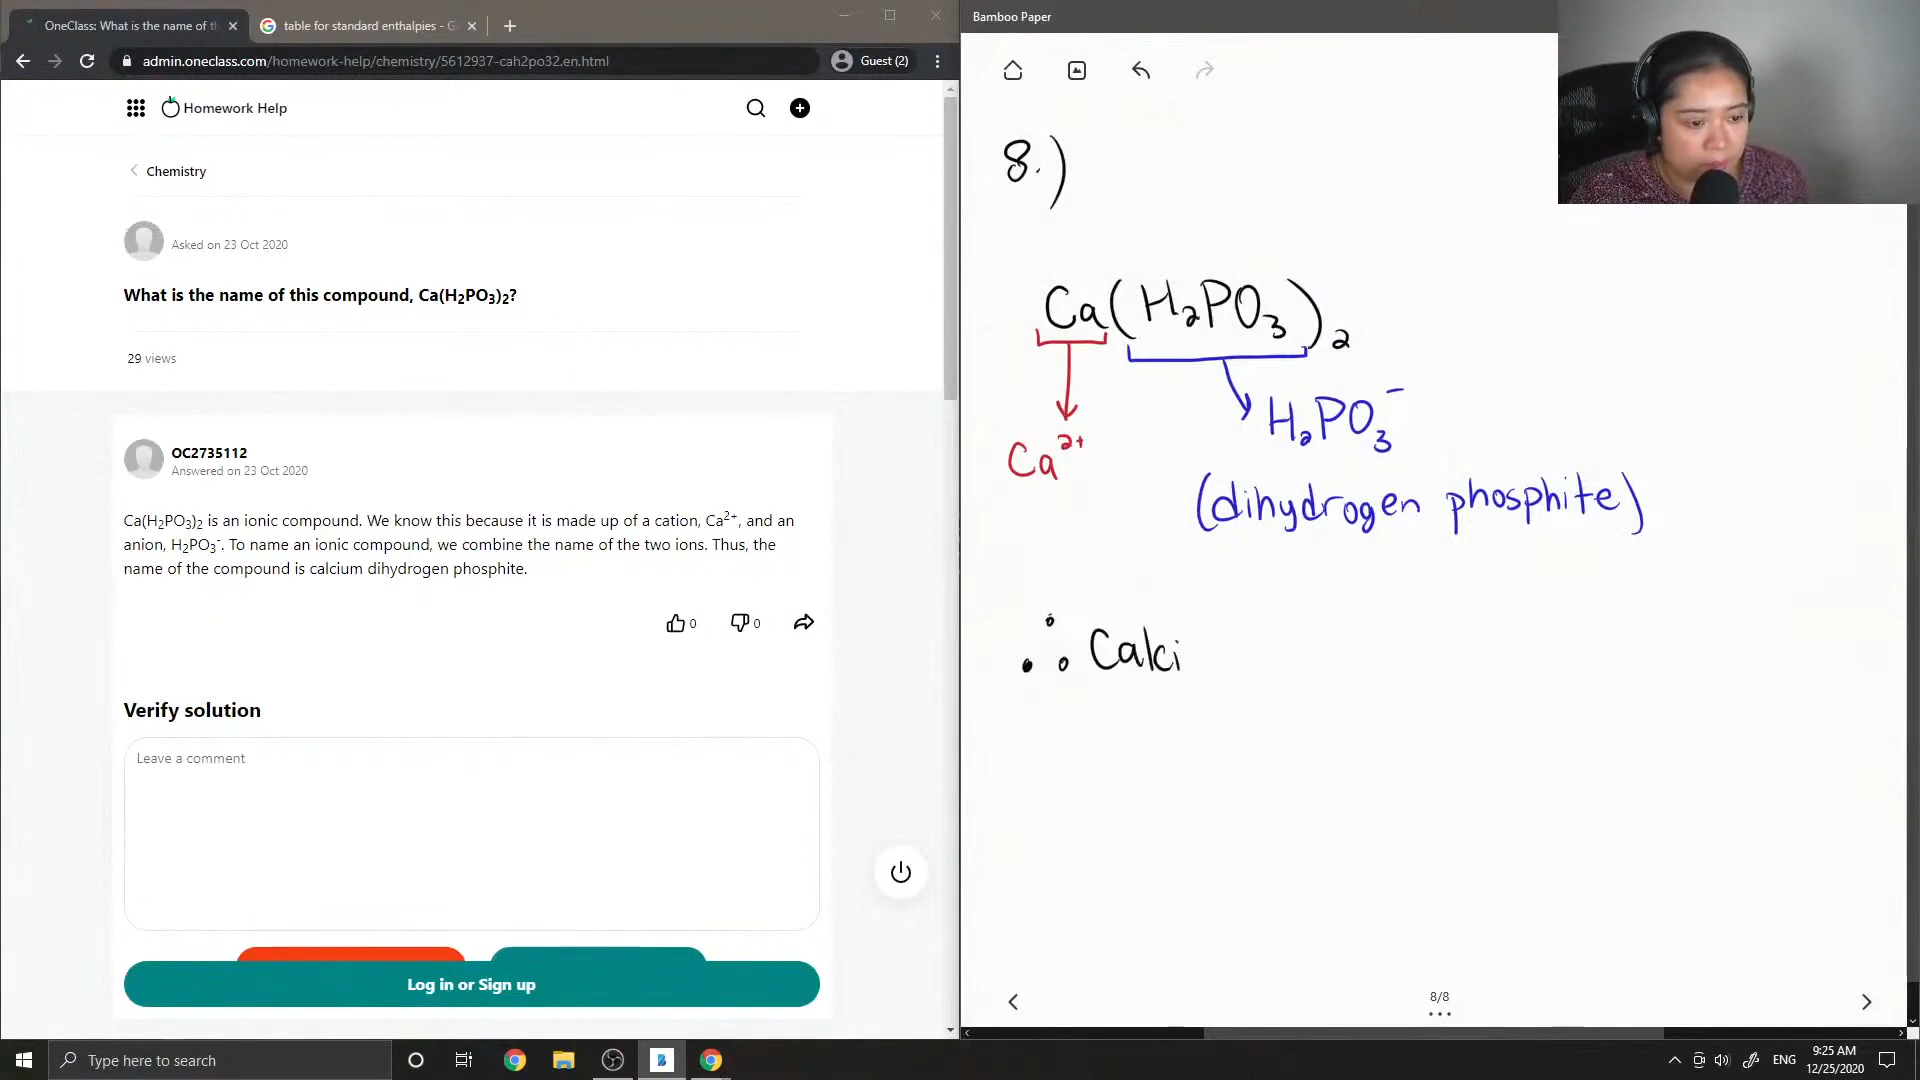 OneClass: What is the name of th
table for standard enthalpies - G
admin.oneclass.com/homework-help/chemistry/5612937-cah2po32.en.html
Guest (2)
Homework Help
Chemistry
Asked on 23 Oct 2020
What is the name of this compound, Ca(H₂PO₃)₂?
29 views
OC2735112
Answered on 23 Oct 2020
Ca(H₂PO₃)₂ is an ionic compound. We know this because it is made up of a cation, Ca²⁺, and an
anion, H₂PO₃⁻. To name an ionic compound, we combine the name of the two ions. Thus, the
name of the compound is calcium dihydrogen phosphite.
0
0
Verify solution
Leave a comment
Log in or Sign up
Bamboo Paper
8.)
Ca(H₂PO₃)₂
Ca²⁺
H₂PO₃⁻
(dihydrogen phosphite)
∴ Calci
8/8
Type here to search
ENG
9:25 AM
12/25/2020